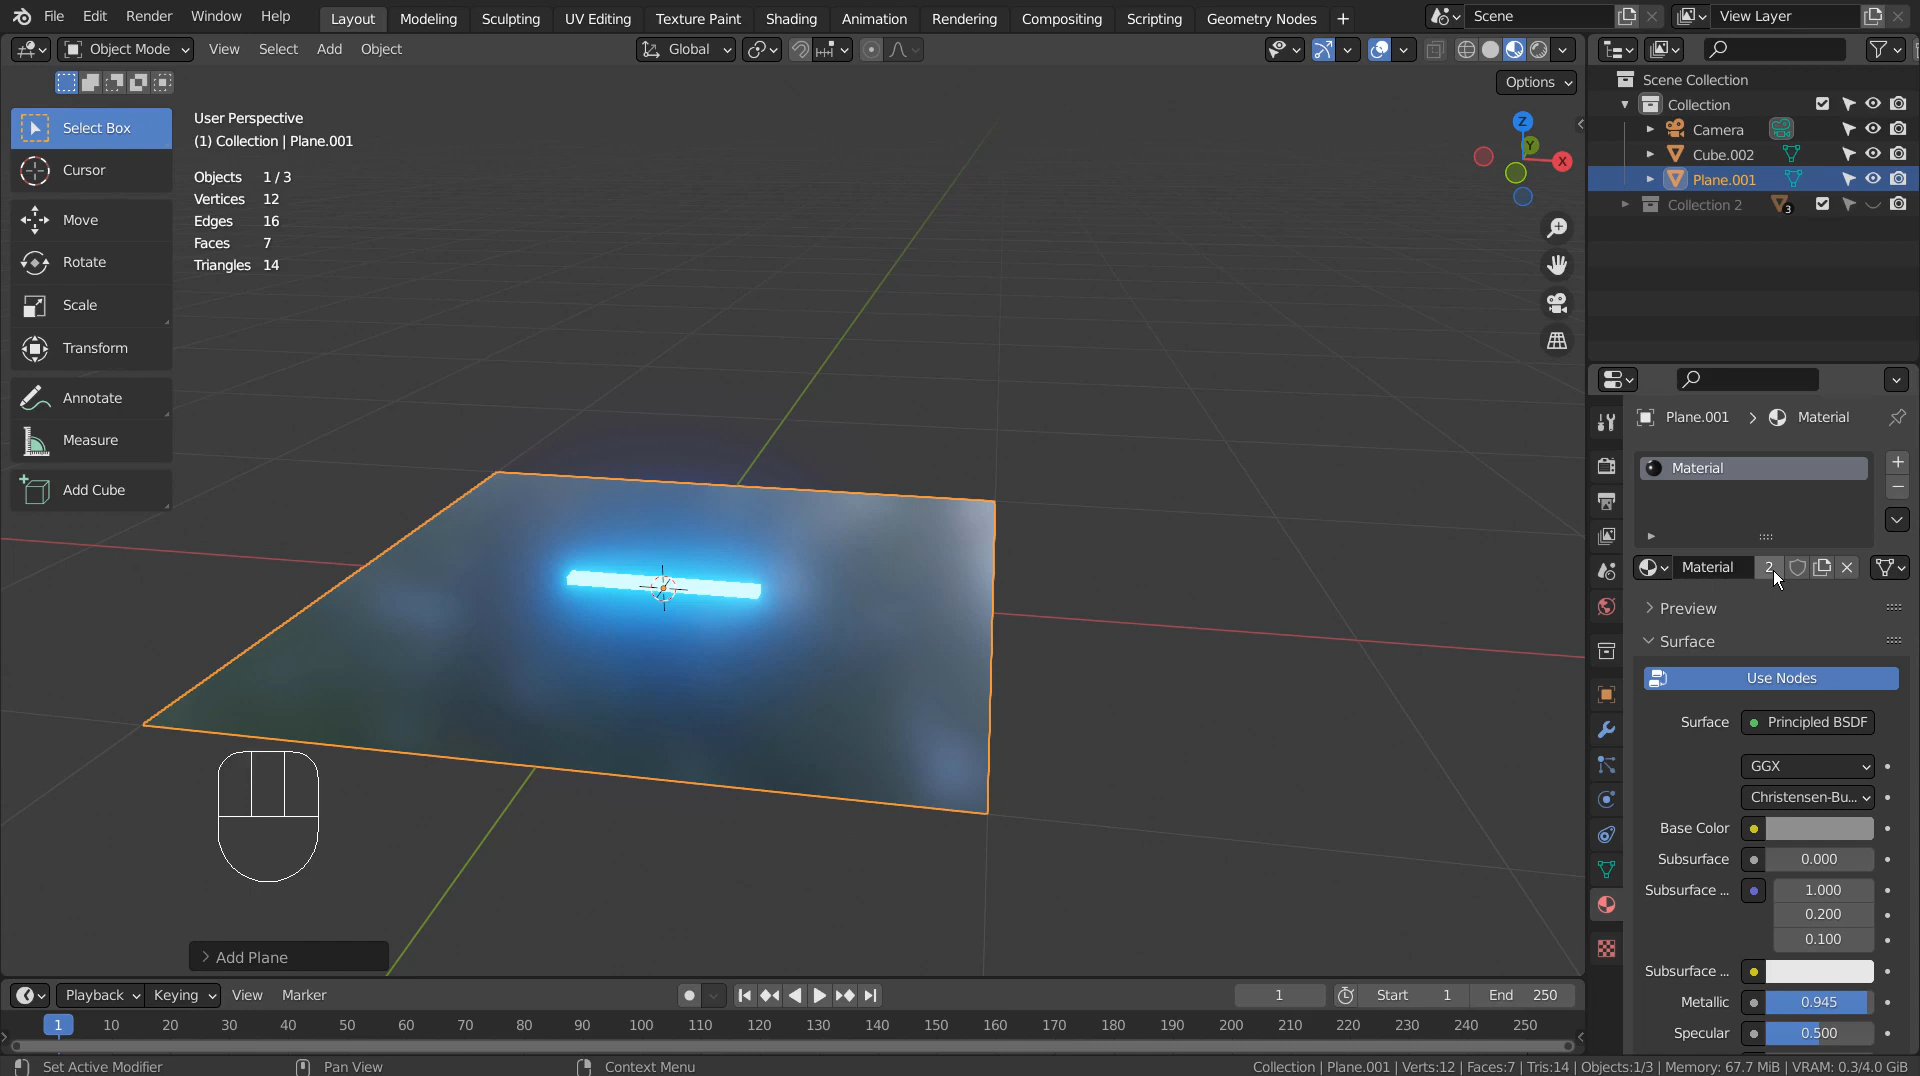 File Edit Render Window Help Layout Modeling Sculpting UV Editing Texture Paint Shading Animation Rendering Compositing Scripting Geometry Nodes + Scene View Layer
Object Mode View Select Add Object Global
Options
Select Box
Cursor
Move
Rotate
Scale
Transform
Annotate
Measure
Add Cube
User Perspective
(1) Collection | Plane.001
Objects 1 / 3
Vertices 12
Edges 16
Faces 7
Triangles 14
Z
Y
X
Add Plane
Scene Collection
Collection
Camera
Cube.002
Plane.001
Collection 2 3
Plane.001 > Material
Material
Material 2
Preview
Surface
Use Nodes
Surface Principled BSDF
GGX
Christensen-Bu...
Base Color
Subsurface 0.000
Subsurface ... 1.000
0.200
0.100
Subsurface ...
Metallic 0.945
Specular 0.500
Playback Keying View Marker 1 Start 1 End 250
1 10 20 30 40 50 60 70 80 90 100 110 120 130 140 150 160 170 180 190 200 210 220 230 240 250
Set Active Modifier Pan View Context Menu Collection | Plane.001 | Verts:12 | Faces:7 | Tris:14 | Objects:1/3 | Memory: 67.7 MiB | VRAM: 0.3/4.0 GiB